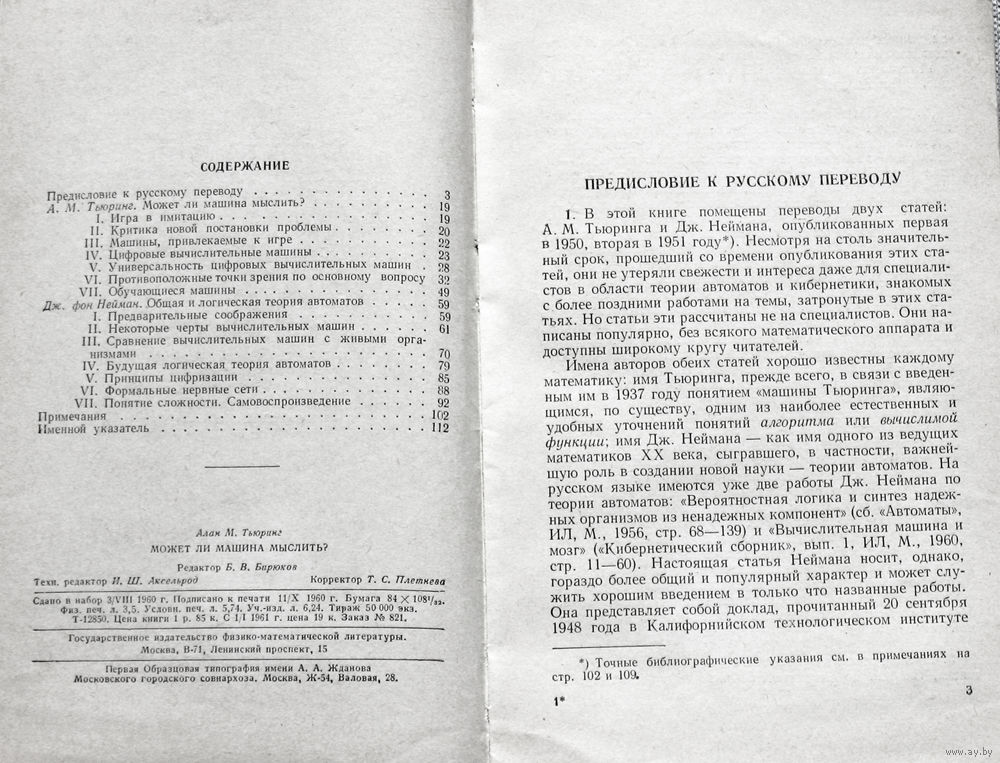 СОДЕРЖАНИЕ
Предисловие к русскому переводу . . . . . . . . . . . . . . 3
А. М. Тьюринг. Может ли машина мыслить? . . . . . . . . . . 19
I. Игра в имитацию . . . . . . . . . . . . . . . . . 19
II. Критика новой постановки проблемы . . . . . . . . 20
III. Машины, привлекаемые к игре . . . . . . . . . . . 22
IV. Цифровые вычислительные машины . . . . . . . . . 23
V. Универсальность цифровых вычислительных машин . 28
VI. Противоположные точки зрения по основному вопросу 32
VII. Обучающиеся машины . . . . . . . . . . . . . . . 49
Дж. фон Нейман. Общая и логическая теория автоматов . . . . . 59
I. Предварительные соображения . . . . . . . . . . . 59
II. Некоторые черты вычислительных машин . . . . . . 61
III. Сравнение вычислительных машин с живыми орга-
низмами . . . . . . . . . . . . . . . . . . . . 70
IV. Будущая логическая теория автоматов . . . . . . . 79
V. Принципы цифризации . . . . . . . . . . . . . . 85
VI. Формальные нервные сети . . . . . . . . . . . . . 88
VII. Понятие сложности. Самовоспроизведение . . . . . . 92
Примечания . . . . . . . . . . . . . . . . . . . . . . . 102
Именной указатель . . . . . . . . . . . . . . . . . . . . 112
Алан М. Тьюринг
МОЖЕТ ЛИ МАШИНА МЫСЛИТЬ?
Редактор Б. В. Бирюков
Техн. редактор И. Ш. Аксельрод Корректор Т. С. Плетнева
Сдано в набор 3/VIII 1960 г. Подписано к печати 11/X 1960 г. Бумага 84 × 108¹/₃₂.
Физ. печ. л. 3,5. Условн. печ. л. 5,74. Уч.-изд. л. 6,24. Тираж 50 000 экз.
Т-12850. Цена книги 1 р. 85 к. С 1/I 1961 г. цена 19 к. Заказ № 821.
Государственное издательство физико-математической литературы.
Москва, В-71, Ленинский проспект, 15
Первая Образцовая типография имени А. А. Жданова
Московского городского совнархоза. Москва, Ж-54, Валовая, 28.
ПРЕДИСЛОВИЕ К РУССКОМУ ПЕРЕВОДУ
1. В этой книге помещены переводы двух статей:
А. М. Тьюринга и Дж. Неймана, опубликованных первая
в 1950, вторая в 1951 году*). Несмотря на столь значитель-
ный срок, прошедший со времени опубликования этих ста-
тей, они не утеряли свежести и интереса даже для специали-
стов в области теории автоматов и кибернетики, знакомых
с более поздними работами на темы, затронутые в этих ста-
тьях. Но статьи эти рассчитаны не на специалистов. Они на-
писаны популярно, без всякого математического аппарата и
доступны широкому кругу читателей.
Имена авторов обеих статей хорошо известны каждому
математику: имя Тьюринга, прежде всего, в связи с введен-
ным им в 1937 году понятием «машины Тьюринга», являю-
щимся, по существу, одним из наиболее естественных и
удобных уточнений понятий алгоритма или вычислимой
функции; имя Дж. Неймана — как имя одного из ведущих
математиков XX века, сыгравшего, в частности, важней-
шую роль в создании новой науки — теории автоматов. На
русском языке имеются уже две работы Дж. Неймана по
теории автоматов: «Вероятностная логика и синтез надеж-
ных организмов из ненадежных компонент» (сб. «Автоматы»,
ИЛ, М., 1956, стр. 68—139) и «Вычислительная машина и
мозг» («Кибернетический сборник», вып. 1, ИЛ, М., 1960,
стр. 11—60). Настоящая статья Неймана носит, однако,
гораздо более общий и популярный характер и может слу-
жить хорошим введением в только что названные работы.
Она представляет собой доклад, прочитанный 20 сентября
1948 года в Калифорнийском технологическом институте
*) Точные библиографические указания см. в примечаниях на
стр. 102 и 109.
1*
3
www.ay.by